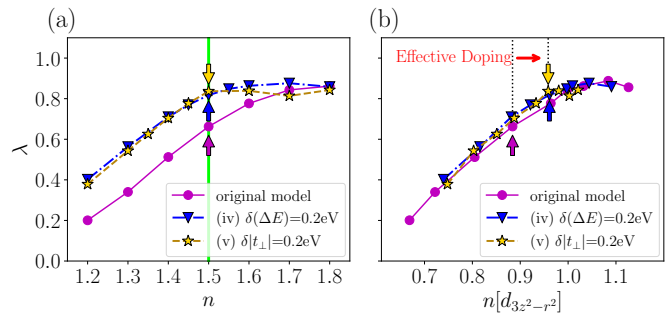 (a)
(b)
1.0
0.8
0.6
0.4
0.2
0.0
λ
original model
(iv) δ(ΔE)=0.2eV
(v) δ|t⊥|=0.2eV
1.2 1.3 1.4 1.5 1.6 1.7 1.8
n
Effective Doping
original model
(iv) δ(ΔE)=0.2eV
(v) δ|t⊥|=0.2eV
0.7 0.8 0.9 1.0 1.1
n[d3z²−r²]